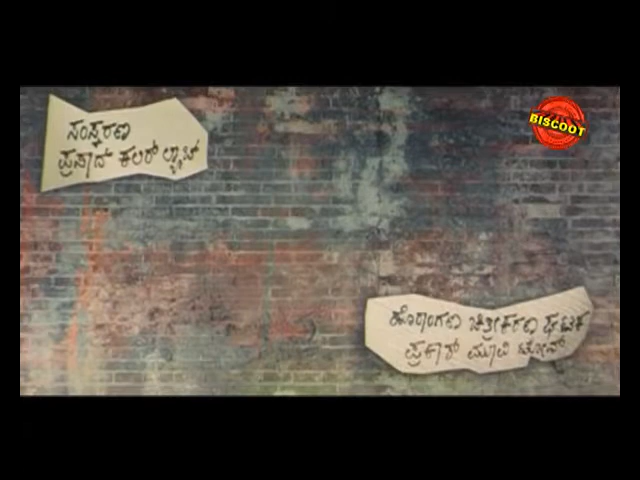 ಸಂಸ್ಕರಣ
ಪ್ರಸಾದ್ ಕಲರ್ ಲ್ಯಾಬ್
BISCOOT
ಹೊರಾಂಗಣ ಚಿತ್ರೀಕರಣ ಘಟಕ
ಪ್ರಕಾಶ್ ಮೂವಿ ಟೋನ್ಸ್